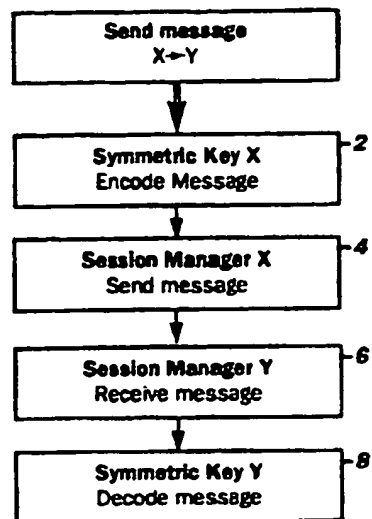 Send message
X→Y
Symmetric Key X
Encode Message
2
Session Manager X
Send message
4
Session Manager Y
Receive message
6
Symmetric Key Y
Decode message
8